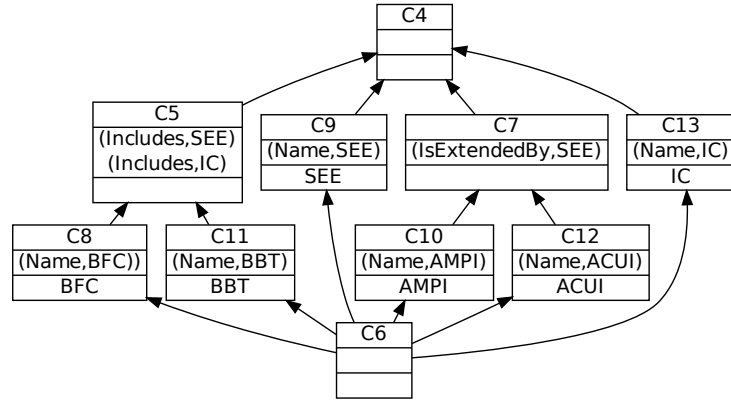 C4
C5
(Includes,SEE)
(Includes,IC)
C9
(Name,SEE)
SEE
C7
(IsExtendedBy,SEE)
C13
(Name,IC)
IC
C8
(Name,BFC))
BFC
C11
(Name,BBT)
BBT
C10
(Name,AMPI)
AMPI
C12
(Name,ACUI)
ACUI
C6